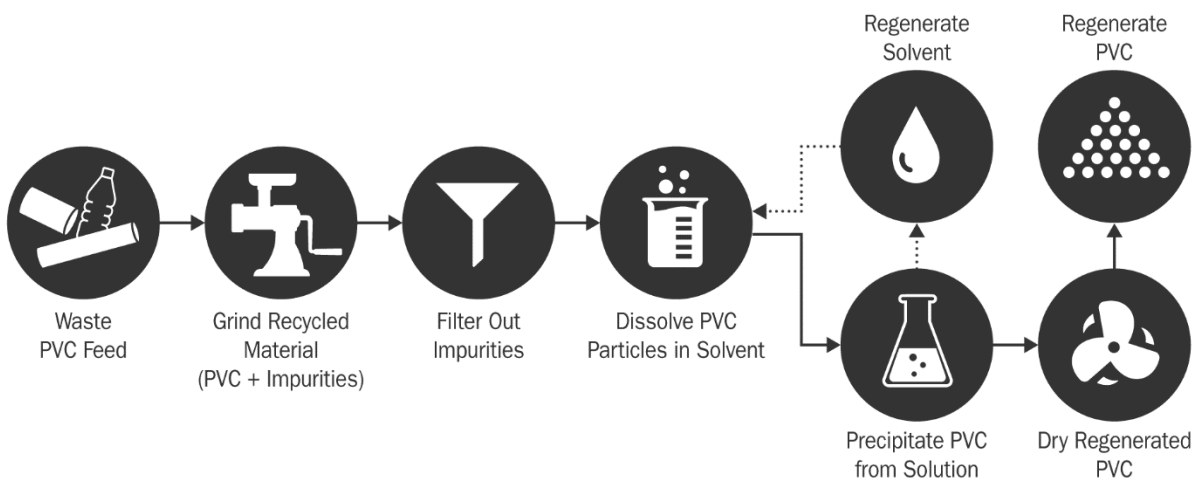 Regenerate
Solvent
Regenerate
PVC
Waste
PVC Feed
Grind Recycled
Material
(PVC + Impurities)
Filter Out
Impurities
Dissolve PVC
Particles in Solvent
Precipitate PVC
from Solution
Dry Regenerated
PVC